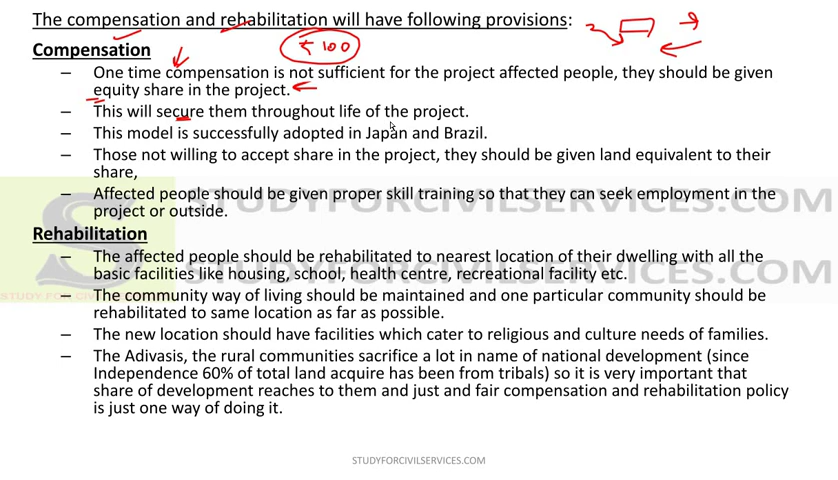 The compensation and rehabilitation will have following provisions:
₹ 100
Compensation
– One time compensation is not sufficient for the project affected people, they should be given
equity share in the project.
– This will secure them throughout life of the project.
– This model is successfully adopted in Japan and Brazil.
– Those not willing to accept share in the project, they should be given land equivalent to their
share,
– Affected people should be given proper skill training so that they can seek employment in the
project or outside.
STUDYFORCIVILSERVICES.COM
Rehabilitation
– The affected people should be rehabilitated to nearest location of their dwelling with all the
basic facilities like housing, school, health centre, recreational facility etc.
STUDYFORCIVILSERVICES.COM
– The community way of living should be maintained and one particular community should be
rehabilitated to same location as far as possible.
– The new location should have facilities which cater to religious and culture needs of families.
– The Adivasis, the rural communities sacrifice a lot in name of national development (since
Independence 60% of total land acquire has been from tribals) so it is very important that
share of development reaches to them and just and fair compensation and rehabilitation policy
is just one way of doing it.
STUDYFORCIVILSERVICES.COM